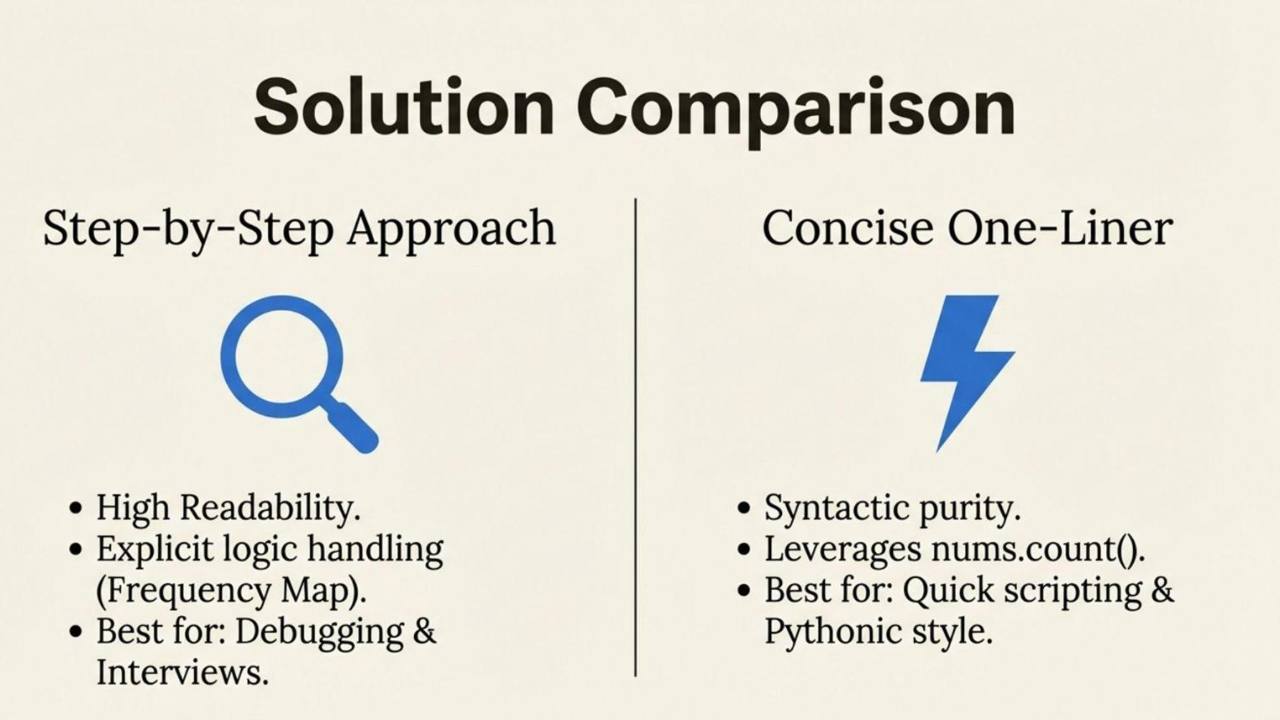 Solution Comparison
Step-by-Step Approach
• High Readability.
• Explicit logic handling
(Frequency Map).
• Best for: Debugging &
Interviews.
Concise One-Liner
• Syntactic purity.
• Leverages nums.count().
• Best for: Quick scripting &
Pythonic style.